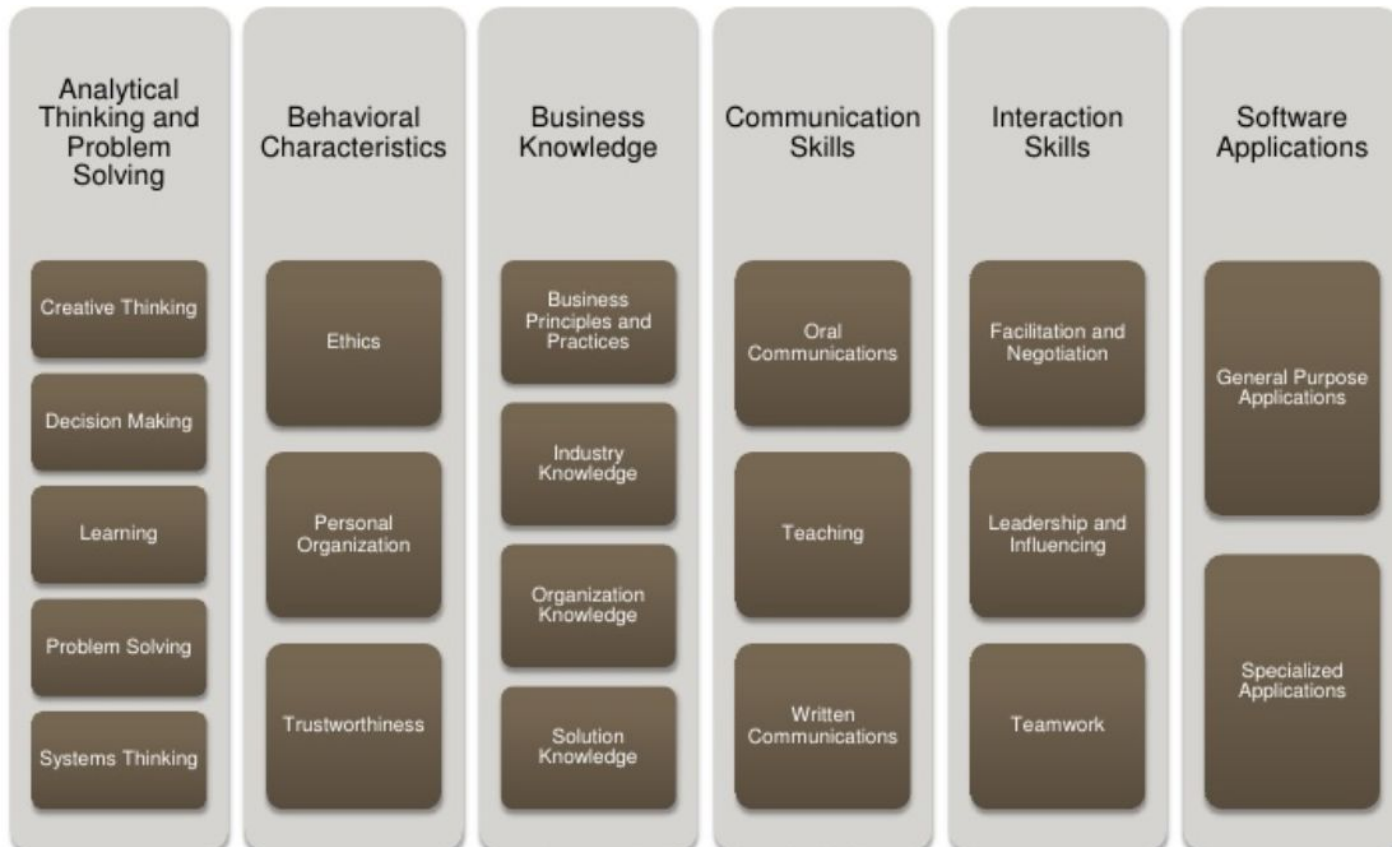 Analytical
Thinking and
Problem
Solving
Creative Thinking
Decision Making
Learning
Problem Solving
Systems Thinking
Behavioral
Characteristics
Ethics
Personal
Organization
Trustworthiness
Business
Knowledge
Business
Principles and
Practices
Industry
Knowledge
Organization
Knowledge
Solution
Knowledge
Communication
Skills
Oral
Communications
Teaching
Written
Communications
Interaction
Skills
Facilitation and
Negotiation
Leadership and
Influencing
Teamwork
Software
Applications
General Purpose
Applications
Specialized
Applications